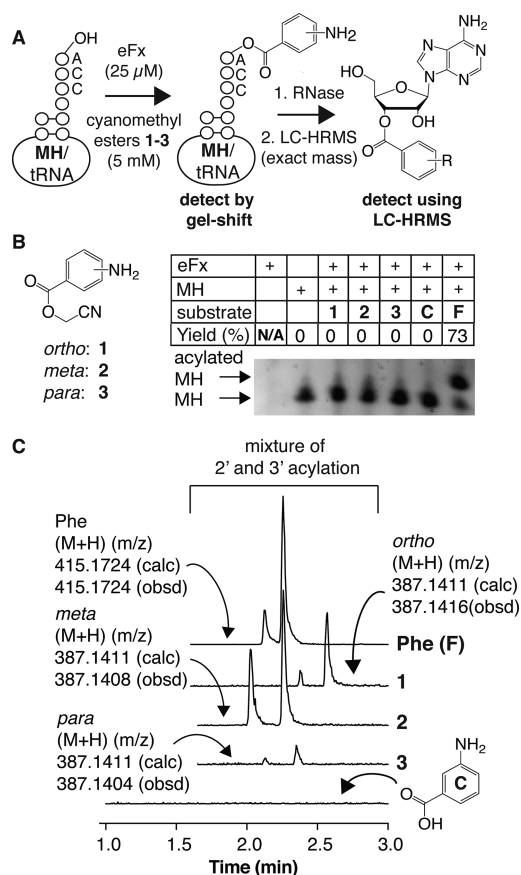 A
OH
A
C
C
MH/
tRNA
eFx
(25 µM)
cyanomethyl
esters 1-3
(5 mM)
NH2
O
O
A
C
C
MH/
tRNA
detect by
gel-shift
1. RNase
2. LC-HRMS
(exact mass)
NH2
N
N
N
N
HO
O
O
OH
O
R
detect using
LC-HRMS
B
NH2
O
O
CN
ortho: 1
meta: 2
para: 3
eFx + + + + + +
MH + + + + + +
substrate 1 2 3 C F
Yield (%) N/A 0 0 0 0 0 73
acylated
MH
MH
C
mixture of
2' and 3' acylation
Phe
(M+H) (m/z)
415.1724 (calc)
415.1724 (obsd)
meta
(M+H) (m/z)
387.1411 (calc)
387.1408 (obsd)
para
(M+H) (m/z)
387.1411 (calc)
387.1404 (obsd)
ortho
(M+H) (m/z)
387.1411 (calc)
387.1416(obsd)
Phe (F)
1
2
3
NH2
C
O
OH
1.0 1.5 2.0 2.5 3.0
Time (min)